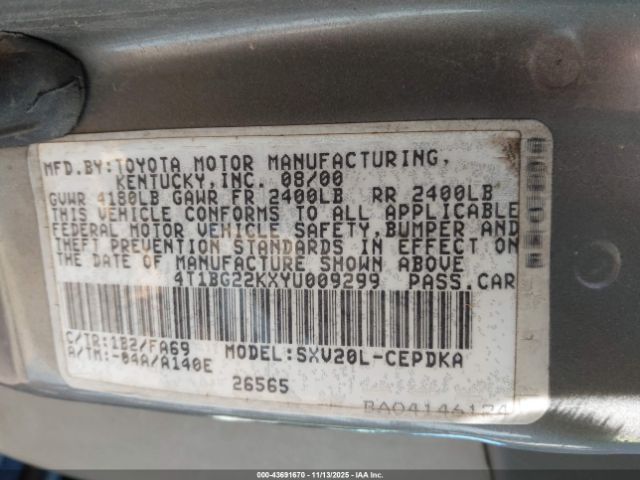 MFD.BY:TOYOTA MOTOR MANUFACTURING,
KENTUCKY,INC. 08/00
GVWR 4180LB GAWR FR 2400LB RR 2400LB
THIS VEHICLE CONFORMS TO ALL APPLICABLE
FEDERAL MOTOR VEHICLE SAFETY,BUMPER AND
THEFT PREVENTION STANDARDS IN EFFECT ON
THE DATE OF MANUFACTURE SHOWN ABOVE
4T1BG22KXYU009299 PASS.CAR
C/TR:1B2/FA69 MODEL:SXV20L-CEPDKA
A/TM:-04A/A140E
26565
000-43691670 - 11/13/2025 - IAAI.COM